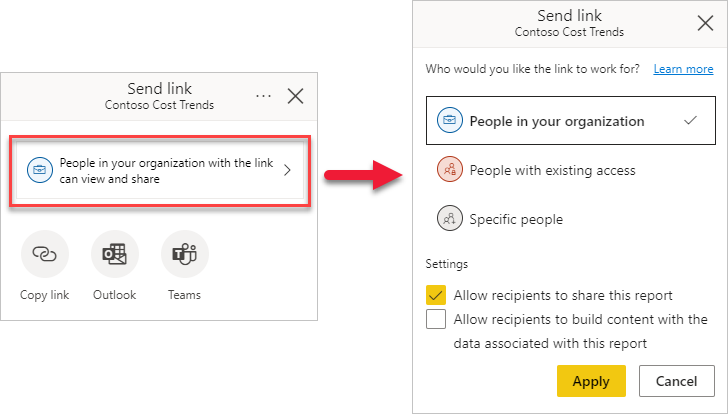 Send link
Contoso Cost Trends
People in your organization with the link
can view and share
Copy link
Outlook
Teams
Send link
Contoso Cost Trends
Who would you like the link to work for? Learn more
People in your organization
People with existing access
Specific people
Settings
Allow recipients to share this report
Allow recipients to build content with the
data associated with this report
Apply
Cancel